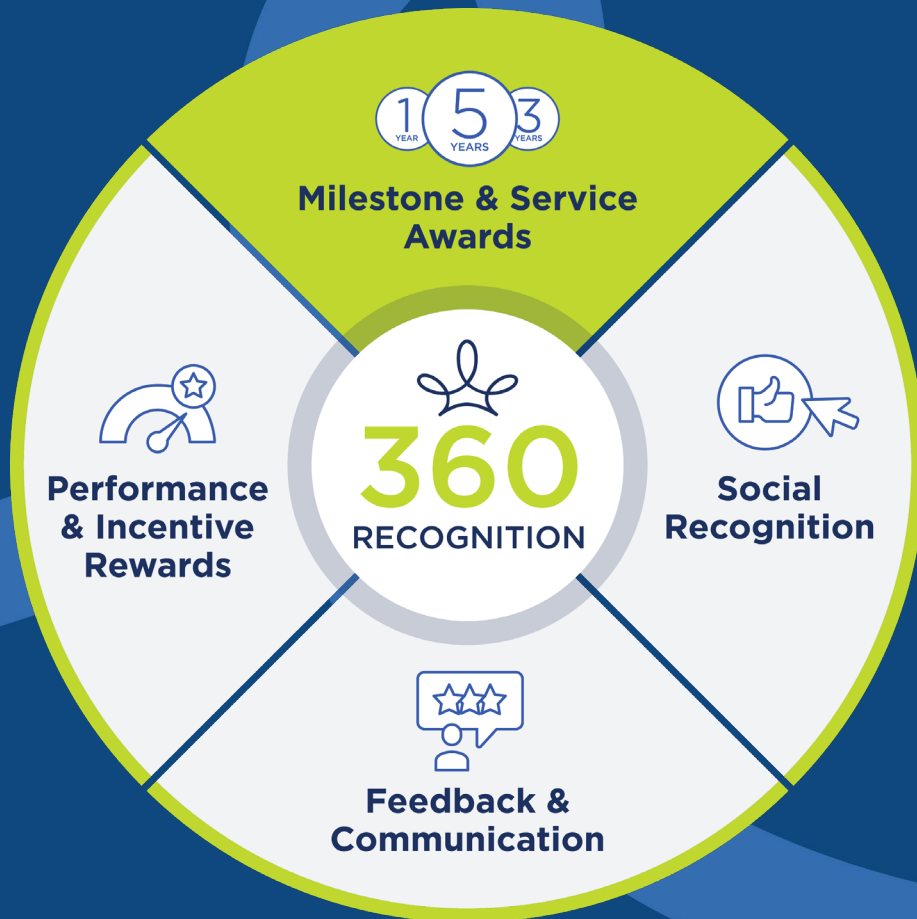 1
YEAR
5
YEARS
3
YEARS
Milestone & Service
Awards
Performance
& Incentive
Rewards
360
RECOGNITION
Social
Recognition
Feedback &
Communication